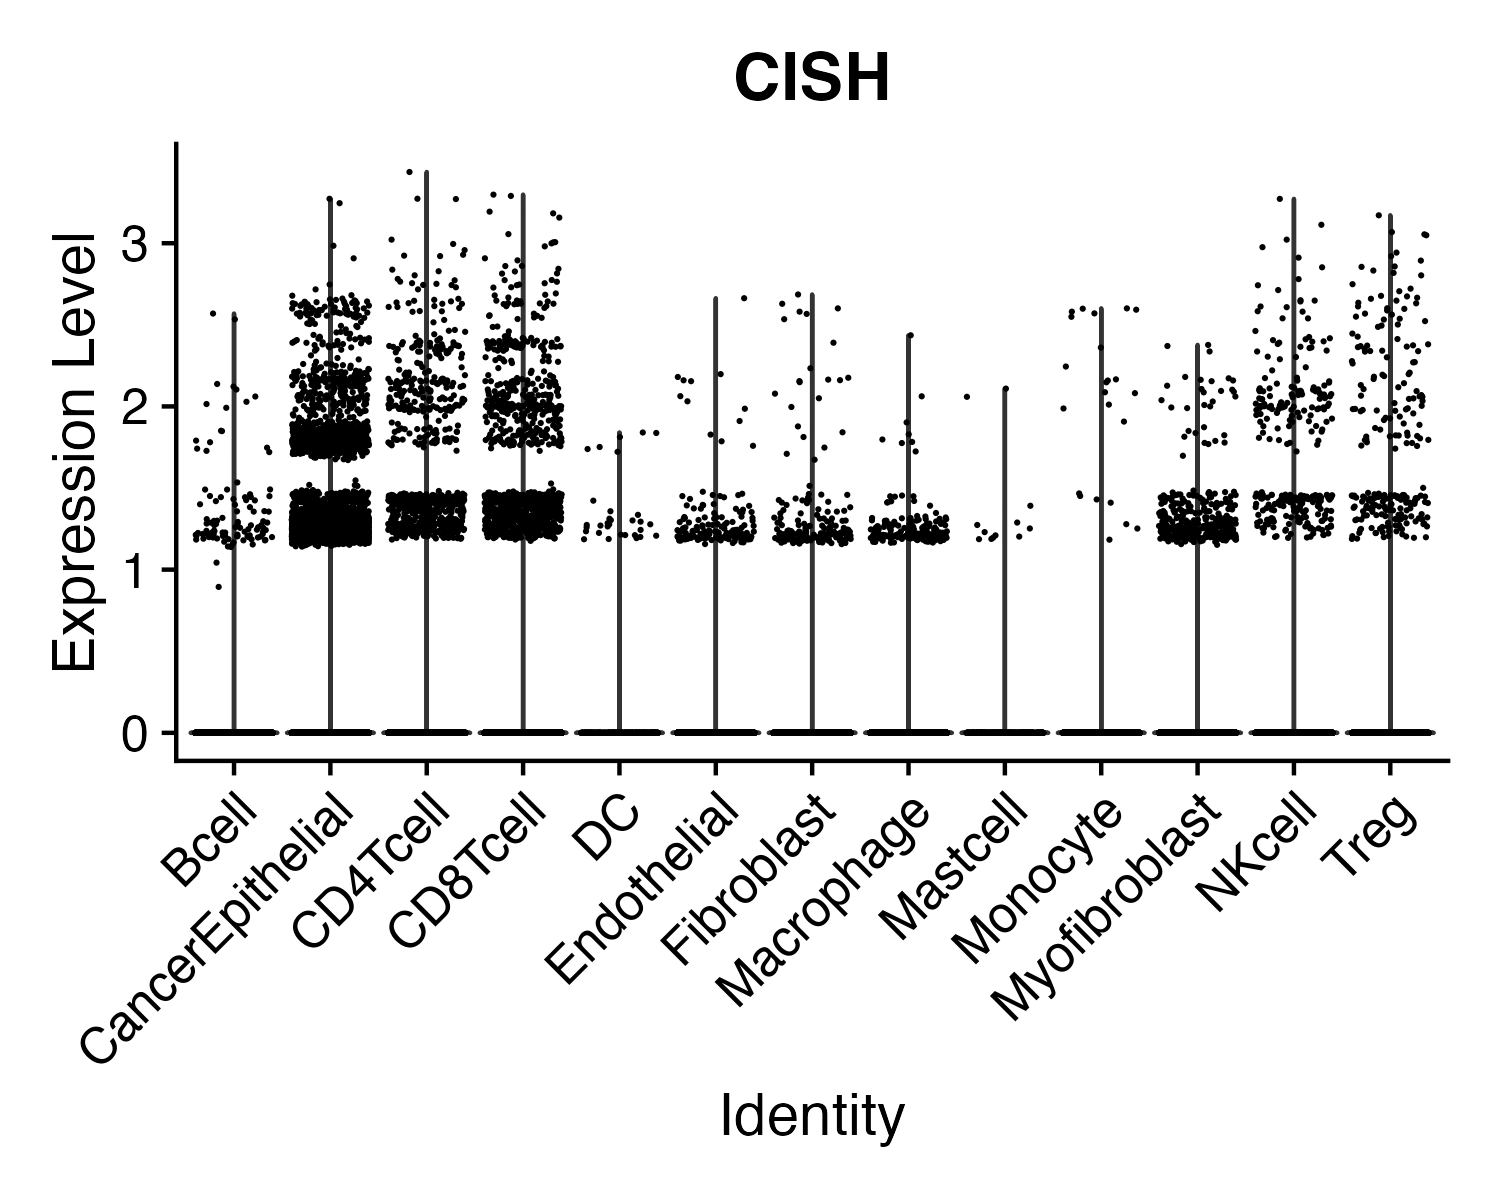 CISH
Expression Level
3
2
1
0
Bcell
CancerEpithelial
CD4Tcell
CD8Tcell
DC
Endothelial
Fibroblast
Macrophage
Mastcell
Monocyte
Myofibroblast
NKcell
Treg
Identity